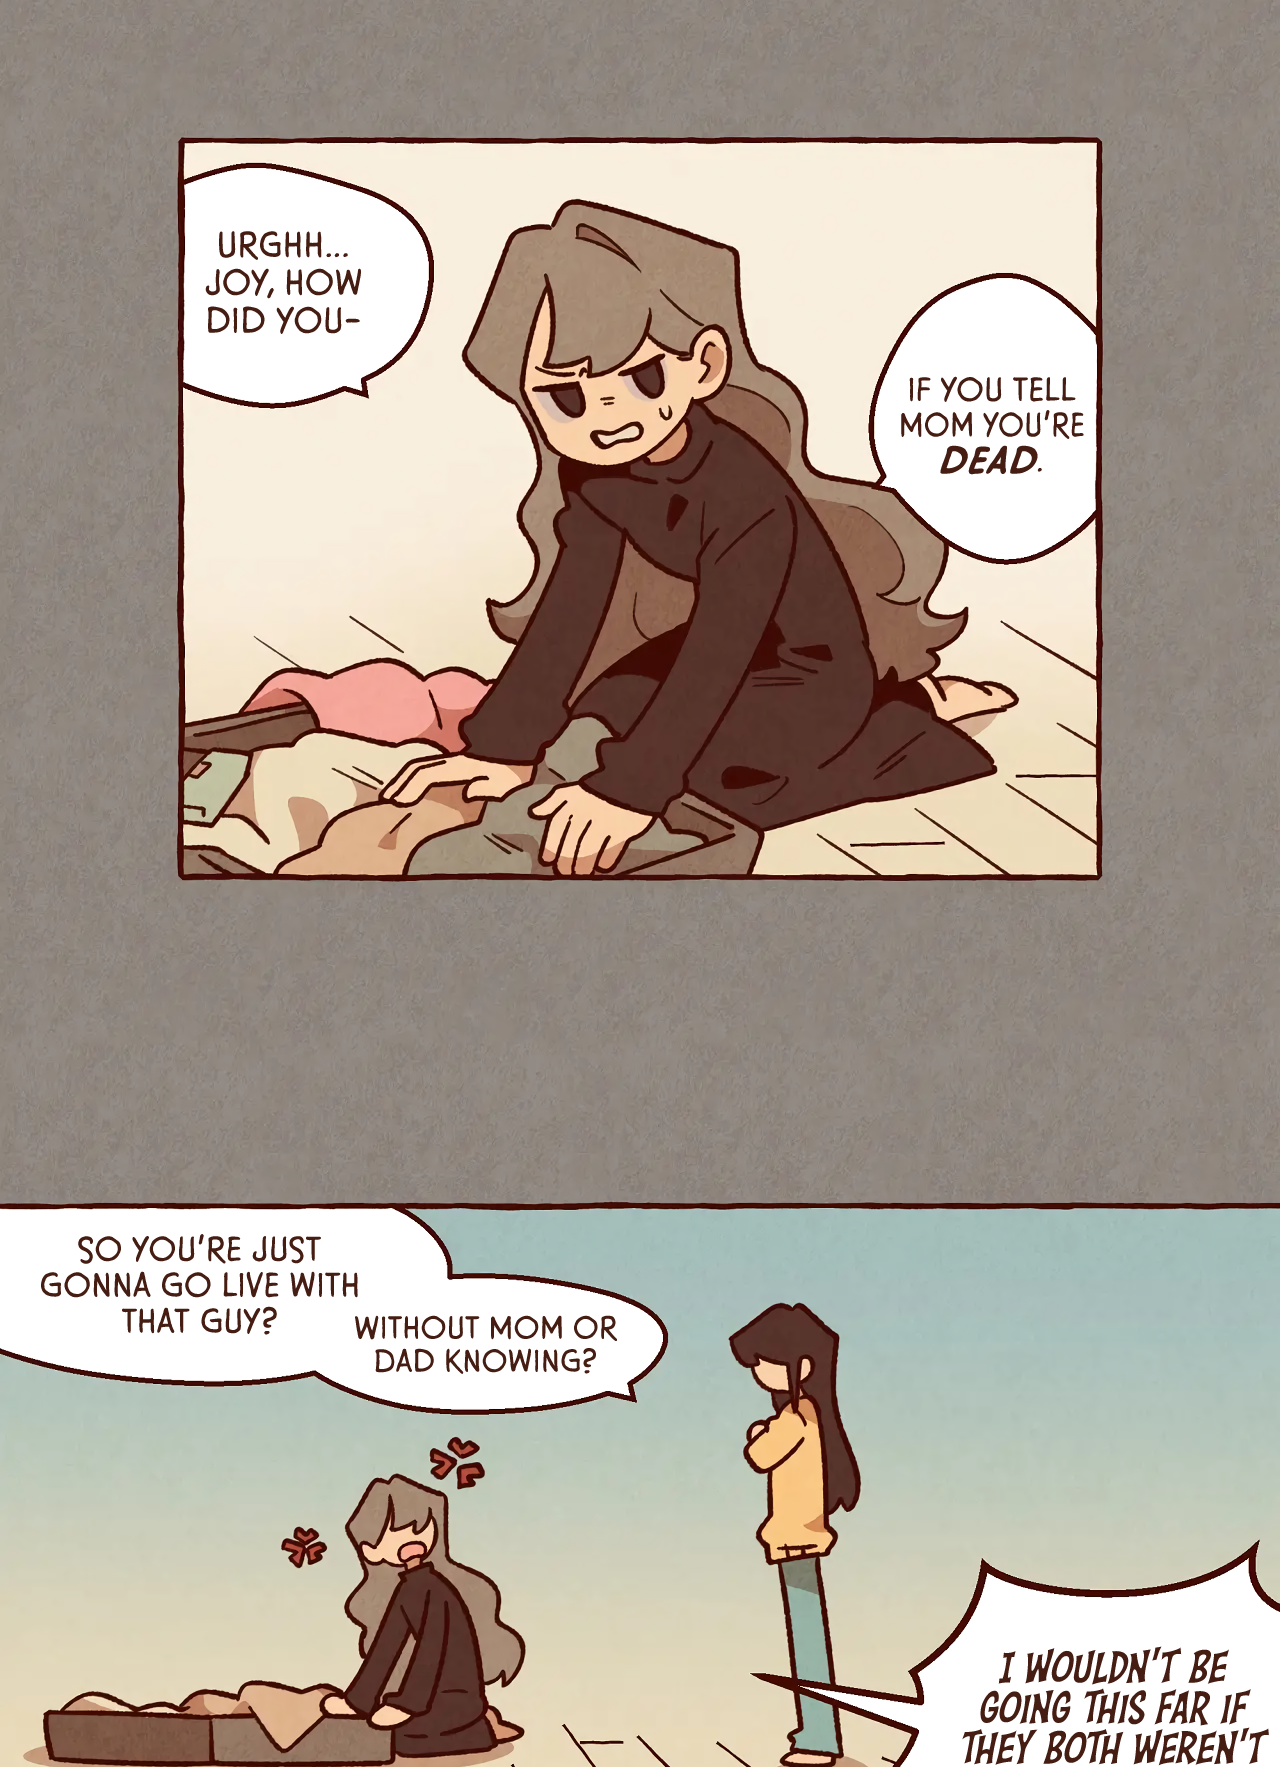 URGHH...
JOY, HOW
DID YOU-
IF YOU TELL
MOM YOU'RE
DEAD.
SO YOU'RE JUST
GONNA GO LIVE WITH
THAT GUY?
WITHOUT MOM OR
DAD KNOWING?
I WOULDN'T BE
GOING THIS FAR IF
THEY BOTH WEREN'T